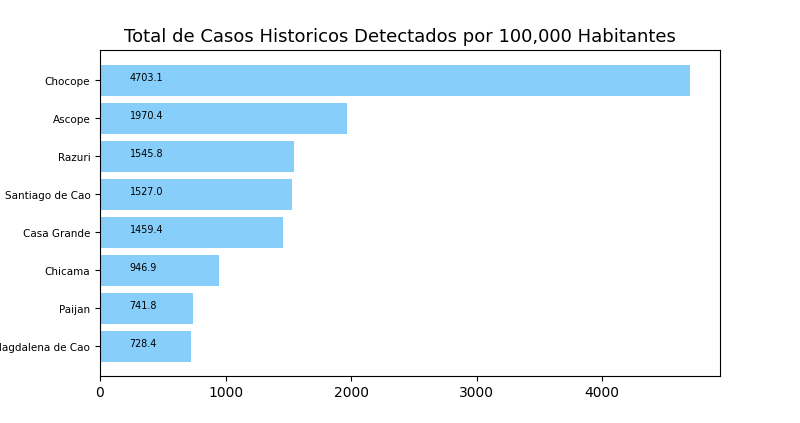 Total de Casos Historicos Detectados por 100,000 Habitantes
Chocope 4703.1
Ascope 1970.4
Razuri 1545.8
Santiago de Cao 1527.0
Casa Grande 1459.4
Chicama 946.9
Paijan 741.8
agdalena de Cao 728.4
0 1000 2000 3000 4000